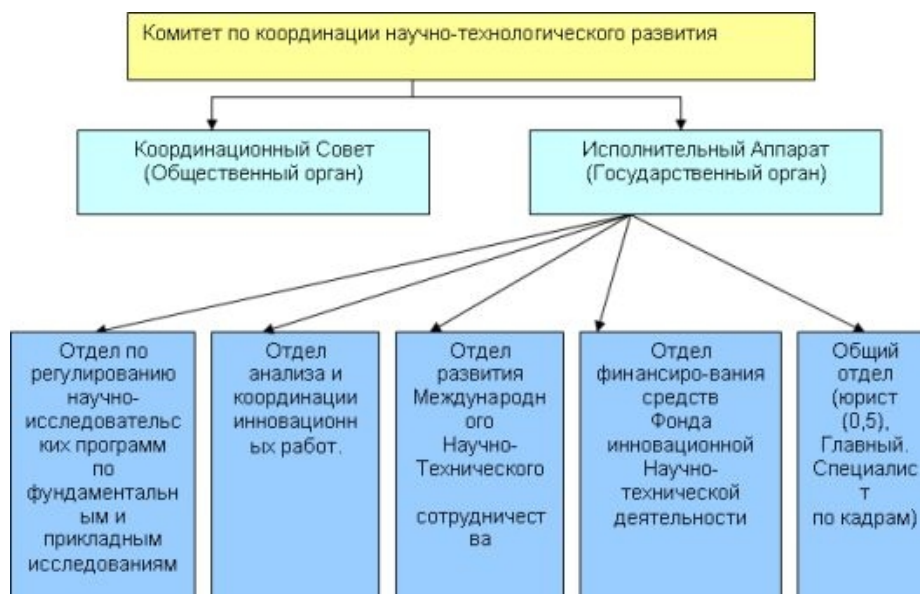 Комитет по координации научно-технологического развития
Координационный Совет
(Общественный орган)
Исполнительный Аппарат
(Государственный орган)
Отдел по
регулированию
научно-
исследовательс
ких программ
по
фундаментальн
ым и
прикладным
исследованиям
Отдел
анализа и
координации
инновационн
ых работ.
Отдел
развития
Международн
ого
Научно-
Технического
сотрудничест
ва
Отдел
финансиро-вания
средств
Фонда
инновационной
Научно-
технической
деятельности
Общий
отдел
(юрист
(0,5),
Главный.
Специалис
т
по кадрам)